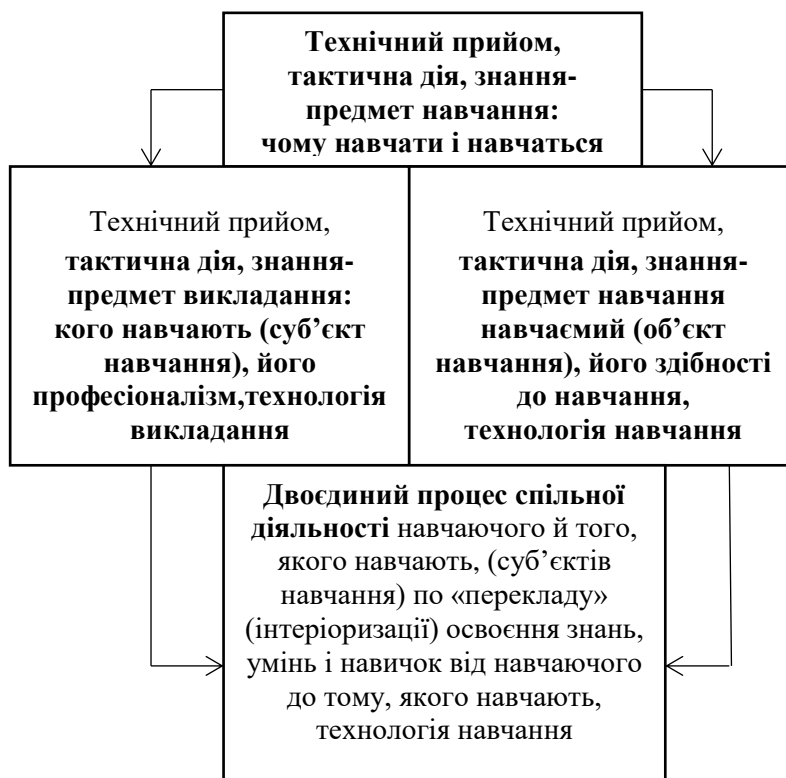 Технічний прийом,
тактична дія, знання-
предмет навчання:
чому навчати і навчаться
Технічний прийом,
тактична дія, знання-
предмет викладання:
кого навчають (суб’єкт
навчання), його
професіоналізм,технологія
викладання
Технічний прийом,
тактична дія, знання-
предмет навчання
навчаємий (об’єкт
навчання), його здібності
до навчання,
технологія навчання
Двоєдиний процес спільної
діяльності навчаючого й того,
якого навчають, (суб’єктів
навчання) по «перекладу»
(інтеріоризації) освоєння знань,
умінь і навичок від навчаючого
до тому, якого навчають,
технологія навчання